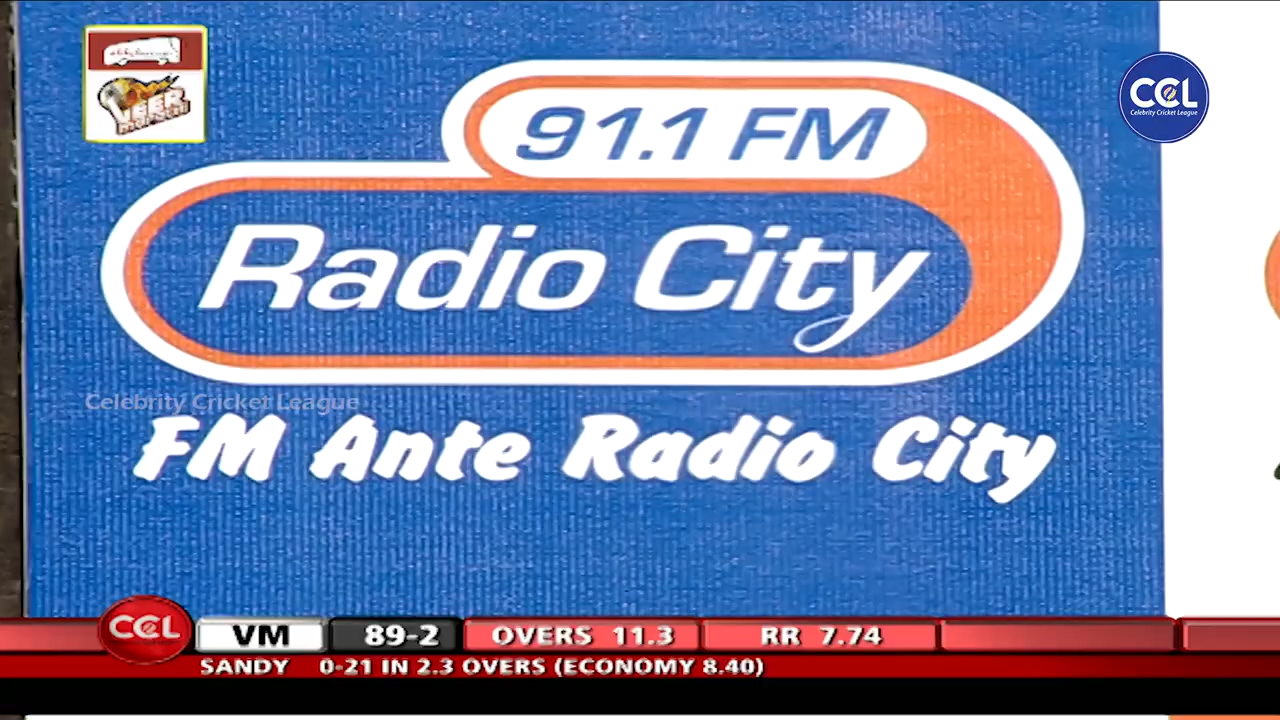 VEER
CCL
Celebrity Cricket League
91.1 FM
Radio City
Celebrity Cricket League
FM Ante Radio City
CCL VM 89-2 OVERS 11.3 RR 7.74
SANDY 0-21 IN 2.3 OVERS (ECONOMY 8.40)